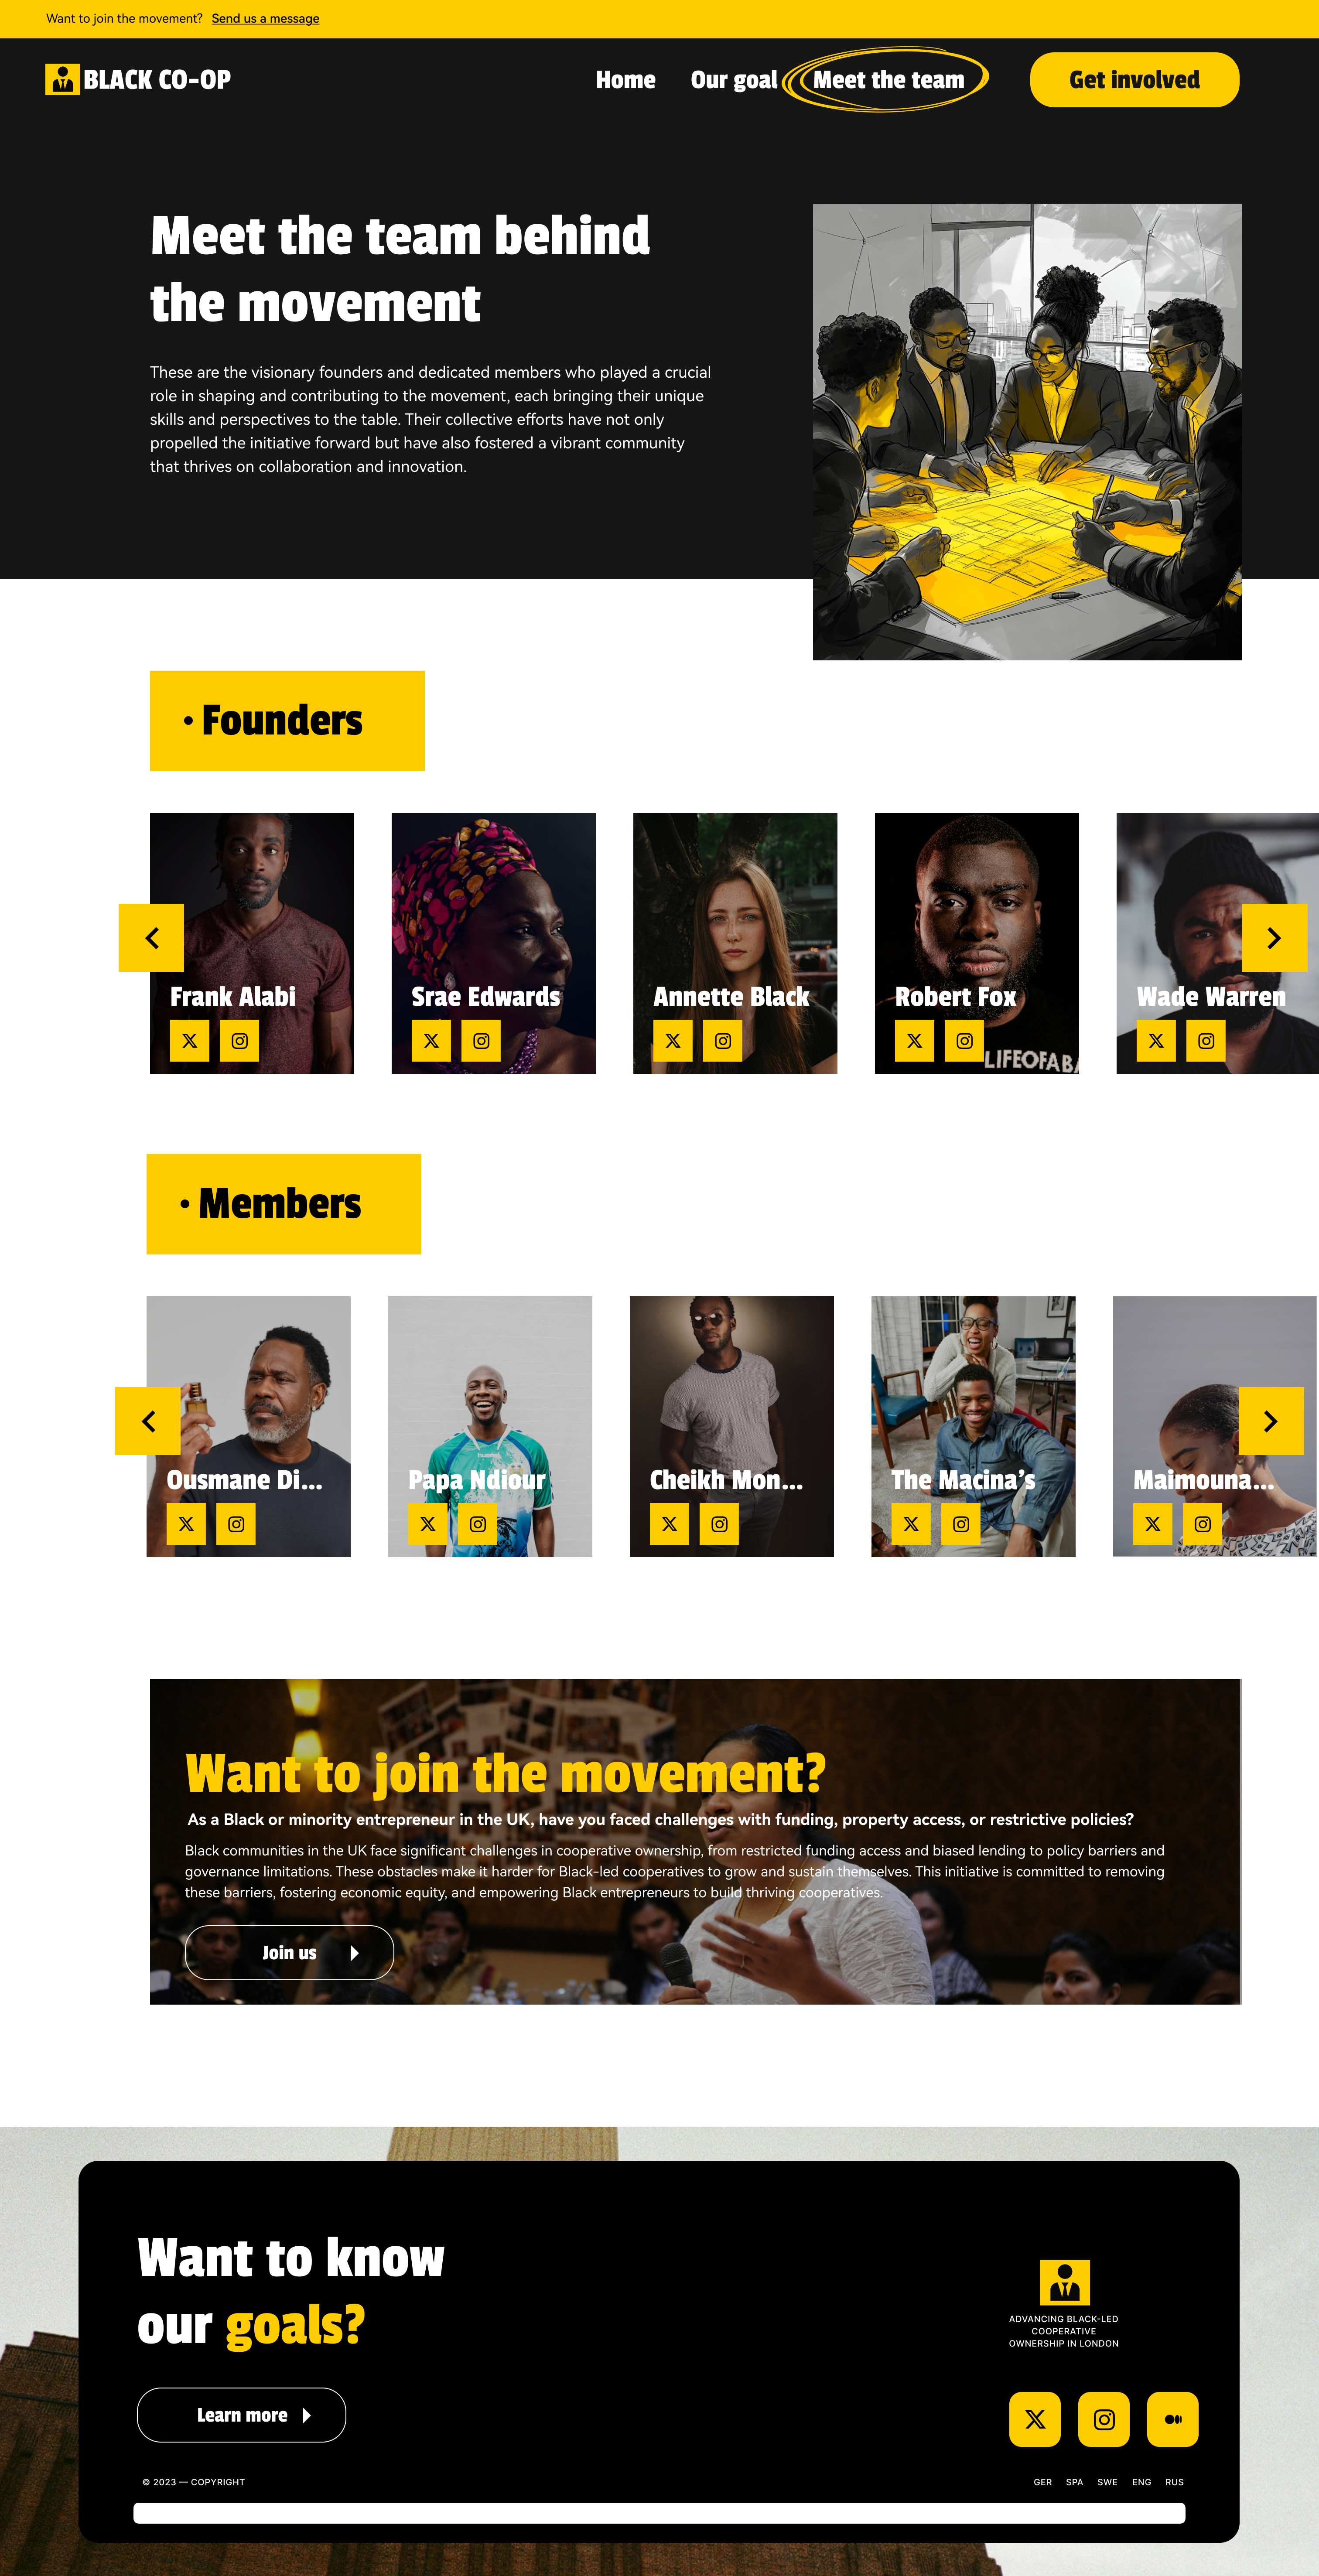 Want to join the movement? Send us a message
BLACK CO-OP
Home
Our goal
Meet the team
Get involved
Meet the team behind
the movement
These are the visionary founders and dedicated members who played a crucial
role in shaping and contributing to the movement, each bringing their unique
skills and perspectives to the table. Their collective efforts have not only
propelled the initiative forward but have also fostered a vibrant community
that thrives on collaboration and innovation.
• Founders
Frank Alabi
Srae Edwards
Annette Black
Robert Fox
Wade Warren
LIFEOFABA
• Members
Ousmane Di...
Papa Ndiour
Cheikh Mon...
The Macina's
Maimouna...
Want to join the movement?
As a Black or minority entrepreneur in the UK, have you faced challenges with funding, property access, or restrictive policies?
Black communities in the UK face significant challenges in cooperative ownership, from restricted funding access and biased lending to policy barriers and
governance limitations. These obstacles make it harder for Black-led cooperatives to grow and sustain themselves. This initiative is committed to removing
these barriers, fostering economic equity, and empowering Black entrepreneurs to build thriving cooperatives.
Join us
Want to know
our goals?
ADVANCING BLACK-LED
COOPERATIVE
OWNERSHIP IN LONDON
Learn more
© 2023 — COPYRIGHT
GER SPA SWE ENG RUS